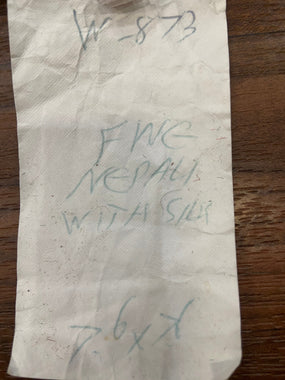 W-873
FINE
NEPALI
WITH SILK